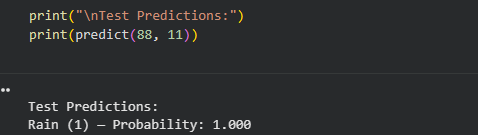 print("\nTest Predictions:")
print(predict(88, 11))
Test Predictions:
Rain (1) — Probability: 1.000